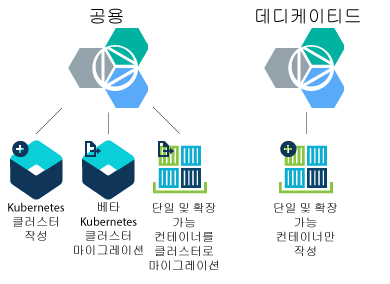 공용
데디케이티드
Kubernetes
클러스터
작성
베타
Kubernetes
클러스터
마이그레이션
단일 및 확장
가능
컨테이너를
클러스터로
마이그레이션
단일 및 확장
가능
컨테이너만
작성